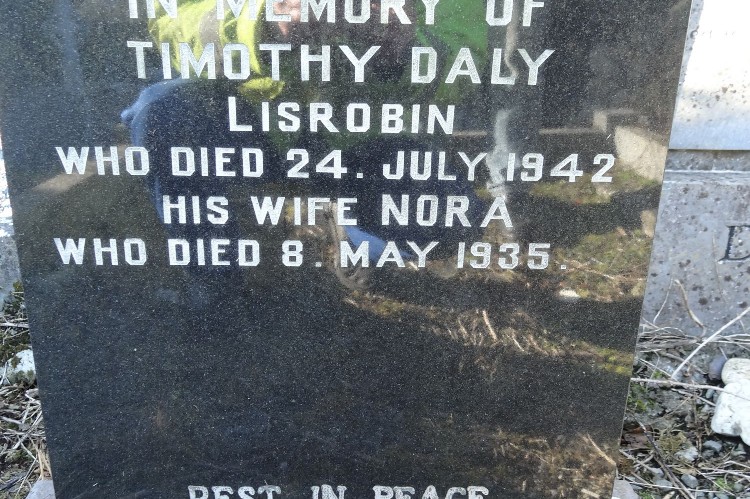 IN MEMORY OF
TIMOTHY DALY
LISROBIN
WHO DIED 24. JULY 1942
HIS WIFE NORA
WHO DIED 8. MAY 1935.
REST IN PEACE